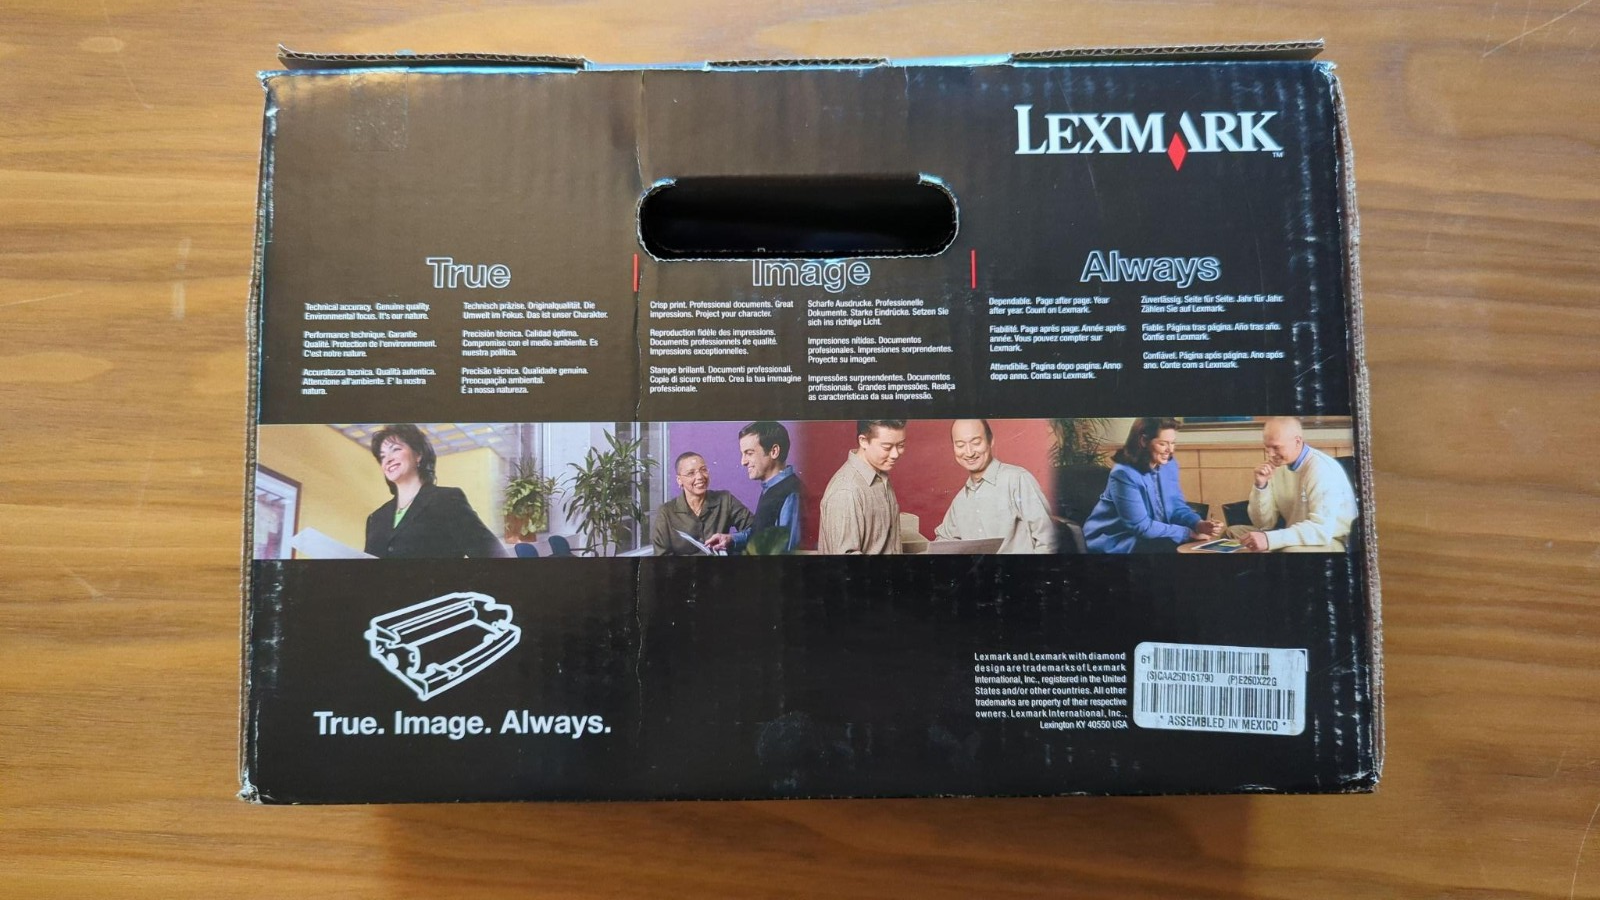 LEXMARK
TM
True
Technical accuracy. Genuine quality.
Environmental focus. It's our nature.
Performance technique. Garantie
Qualité. Protection de l'environnement.
C'est notre nature.
Accuratezza tecnica. Qualità autentica.
Attenzione all'ambiente. E' la nostra
natura.
Technisch präzise. Originalqualität. Die
Umwelt im Fokus. Das ist unser Charakter.
Precisión técnica. Calidad óptima.
Compromiso con el medio ambiente. Es
nuestra política.
Precisão técnica. Qualidade genuína.
Preocupação ambiental.
É a nossa natureza.
Image
Crisp print. Professional documents. Great
impressions. Project your character.
Reproduction fidèle des impressions.
Documents professionnels de qualité.
Impressions exceptionnelles.
Stampe brillanti. Documenti professionali.
Copie di sicuro effetto. Crea la tua immagine
professionale.
Scharfe Ausdrucke. Professionelle
Dokumente. Starke Eindrücke. Setzen Sie
sich ins richtige Licht.
Impresiones nítidas. Documentos
profesionales. Impresiones sorprendentes.
Proyecte su imagen.
Impressões surpreendentes. Documentos
profissionais. Grandes impressões. Realça
as características da sua impressão.
Always
Dependable. Page after page. Year
after year. Count on Lexmark.
Fiabilité. Page après page. Année après
année. Vous pouvez compter sur
Lexmark.
Attendibile. Pagina dopo pagina. Anno
dopo anno. Conta su Lexmark.
Zuverlässig. Seite für Seite. Jahr für Jahr.
Zählen Sie auf Lexmark.
Fiable. Página tras página. Año tras año.
Confíe en Lexmark.
Confiável. Página após página. Ano após
ano. Conte com a Lexmark.
True. Image. Always.
Lexmark and Lexmark with diamond
design are trademarks of Lexmark
International, Inc., registered in the United
States and/or other countries. All other
trademarks are property of their respective
owners. Lexmark International, Inc.,
Lexington KY 40550 USA
61
(S)CAA250161790 (P)E260X22G
* ASSEMBLED IN MEXICO *